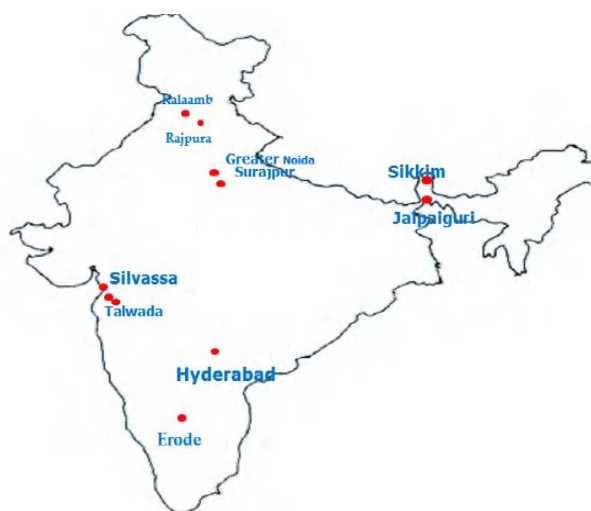 Ralaamb
Rajpura
Greater Noida
Surajpur
Sikkim
Jalpaiguri
Silvassa
Talwada
Hyderabad
Erode